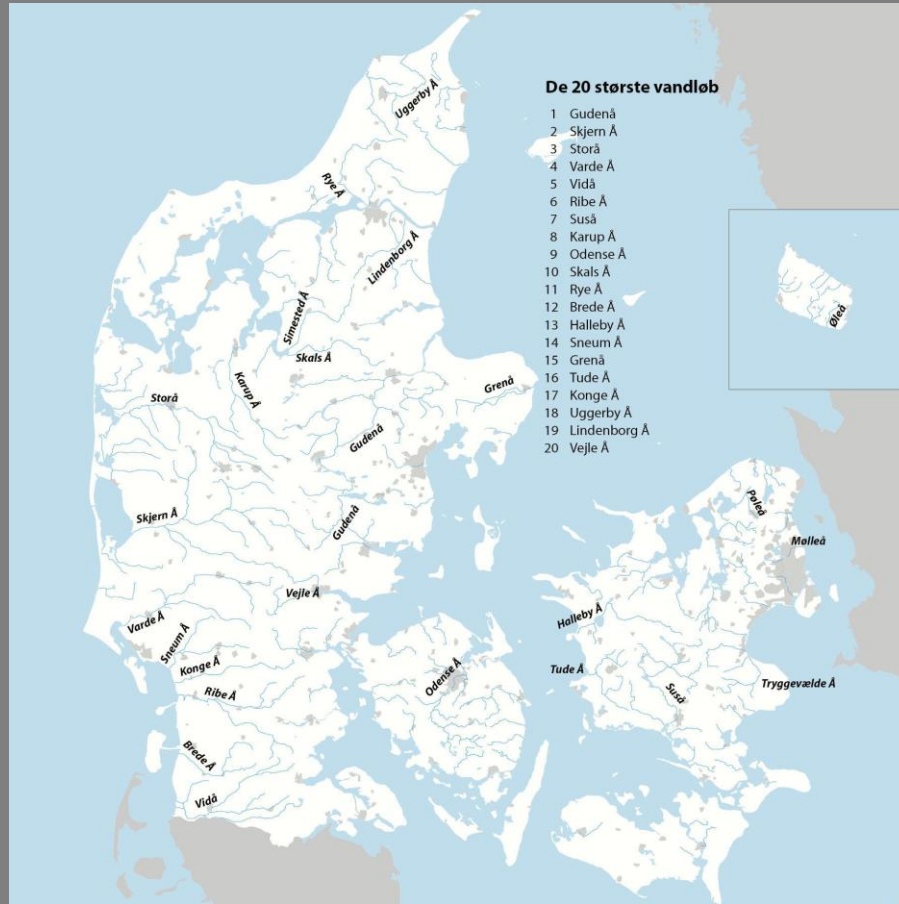 De 20 største vandløb
1 Gudenå
2 Skjern Å
3 Storå
4 Varde Å
5 Vidå
6 Ribe Å
7 Suså
8 Karup Å
9 Odense Å
10 Skals Å
11 Rye Å
12 Brede Å
13 Halleby Å
14 Sneum Å
15 Grenå
16 Tude Å
17 Konge Å
18 Uggerby Å
19 Lindenborg Å
20 Vejle Å
Uggerby Å
Rye Å
Lindenborg Å
Simested Å
Skals Å
Karup Å
Storå
Grenå
Gudenå
Skjern Å
Gudenå
Vejle Å
Varde Å
Sneum Å
Konge Å
Ribe Å
Brede Å
Vidå
Odense Å
Øleå
Pøleå
Mølleå
Halleby Å
Tude Å
Suså
Tryggevælde Å